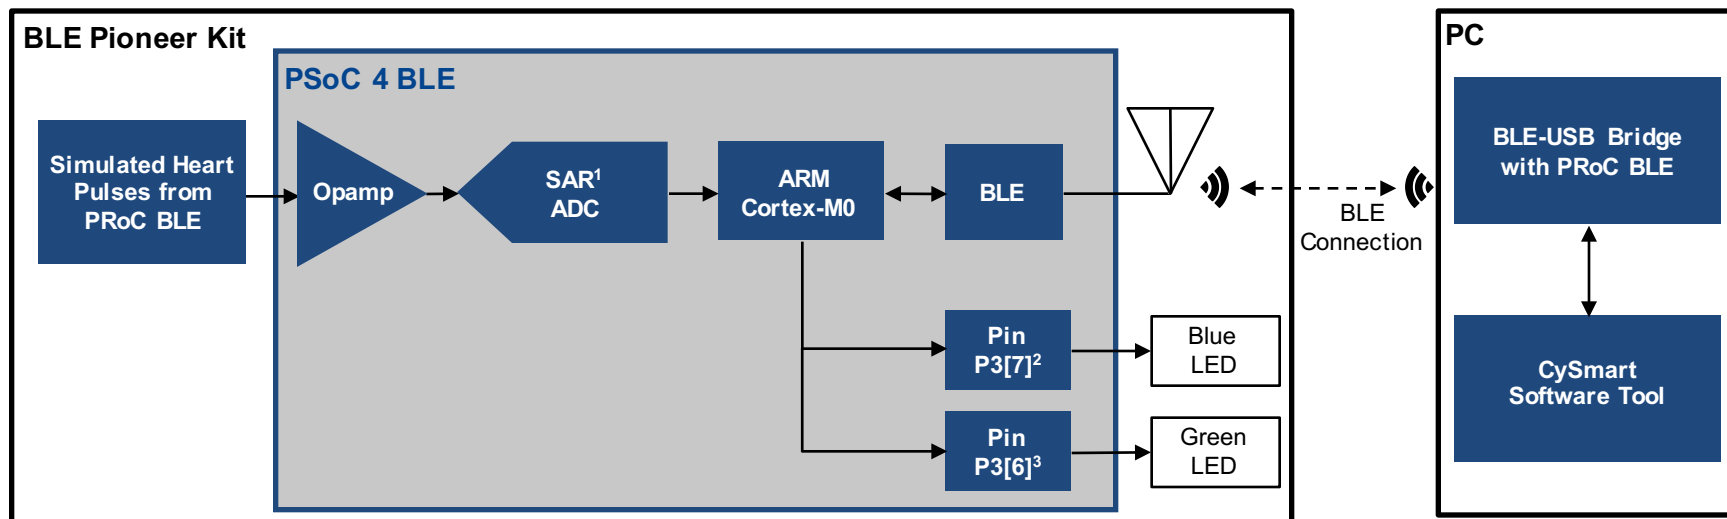 BLE Pioneer Kit
PSoC 4 BLE
Simulated Heart
Pulses from
PRoC BLE
Opamp
SAR¹
ADC
ARM
Cortex-M0
BLE
Pin
P3[7]²
Blue
LED
Pin
P3[6]³
Green
LED
BLE
Connection
PC
BLE-USB Bridge
with PRoC BLE
CySmart
Software Tool